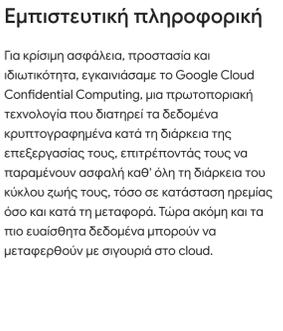 Εμπιστευτική πληροφορική
Για κρίσιμη ασφάλεια, προστασία και
ιδιωτικότητα, εγκαινιάσαμε το Google Cloud
Confidential Computing, μια πρωτοποριακή
τεχνολογία που διατηρεί τα δεδομένα
κρυπτογραφημένα κατά τη διάρκεια της
επεξεργασίας τους, επιτρέποντάς τους να
παραμένουν ασφαλή καθ' όλη τη διάρκεια του
κύκλου ζωής τους, τόσο σε κατάσταση ηρεμίας
όσο και κατά τη μεταφορά. Τώρα ακόμη και τα
πιο ευαίσθητα δεδομένα μπορούν να
μεταφερθούν με σιγουριά στο cloud.